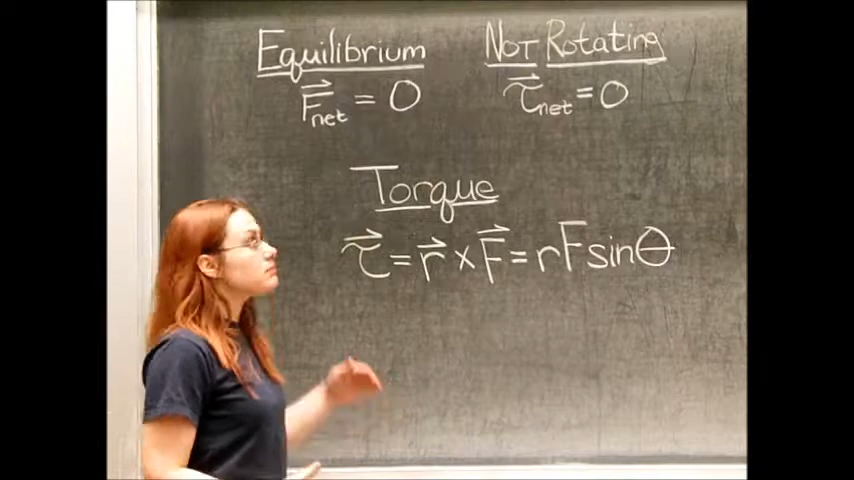 Equilibrium
F⃗net = 0
Not Rotating
τ⃗net = 0
Torque
τ⃗ = r⃗ × F⃗ = rFsinθ